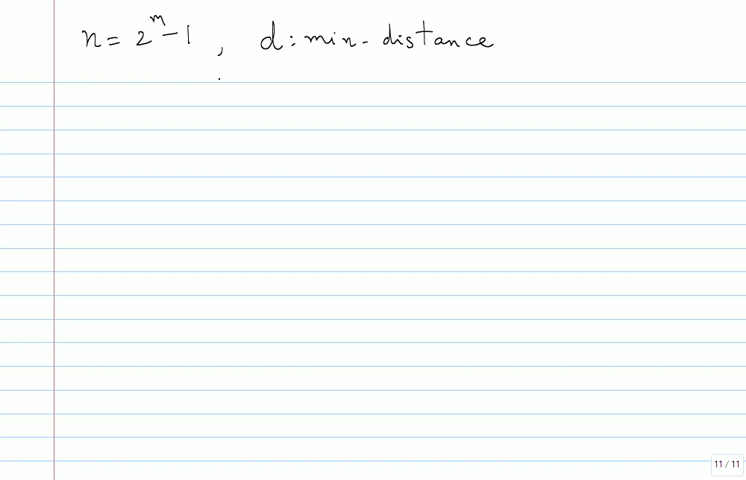 n = 2^m - 1 , d : min - distance
11 / 11